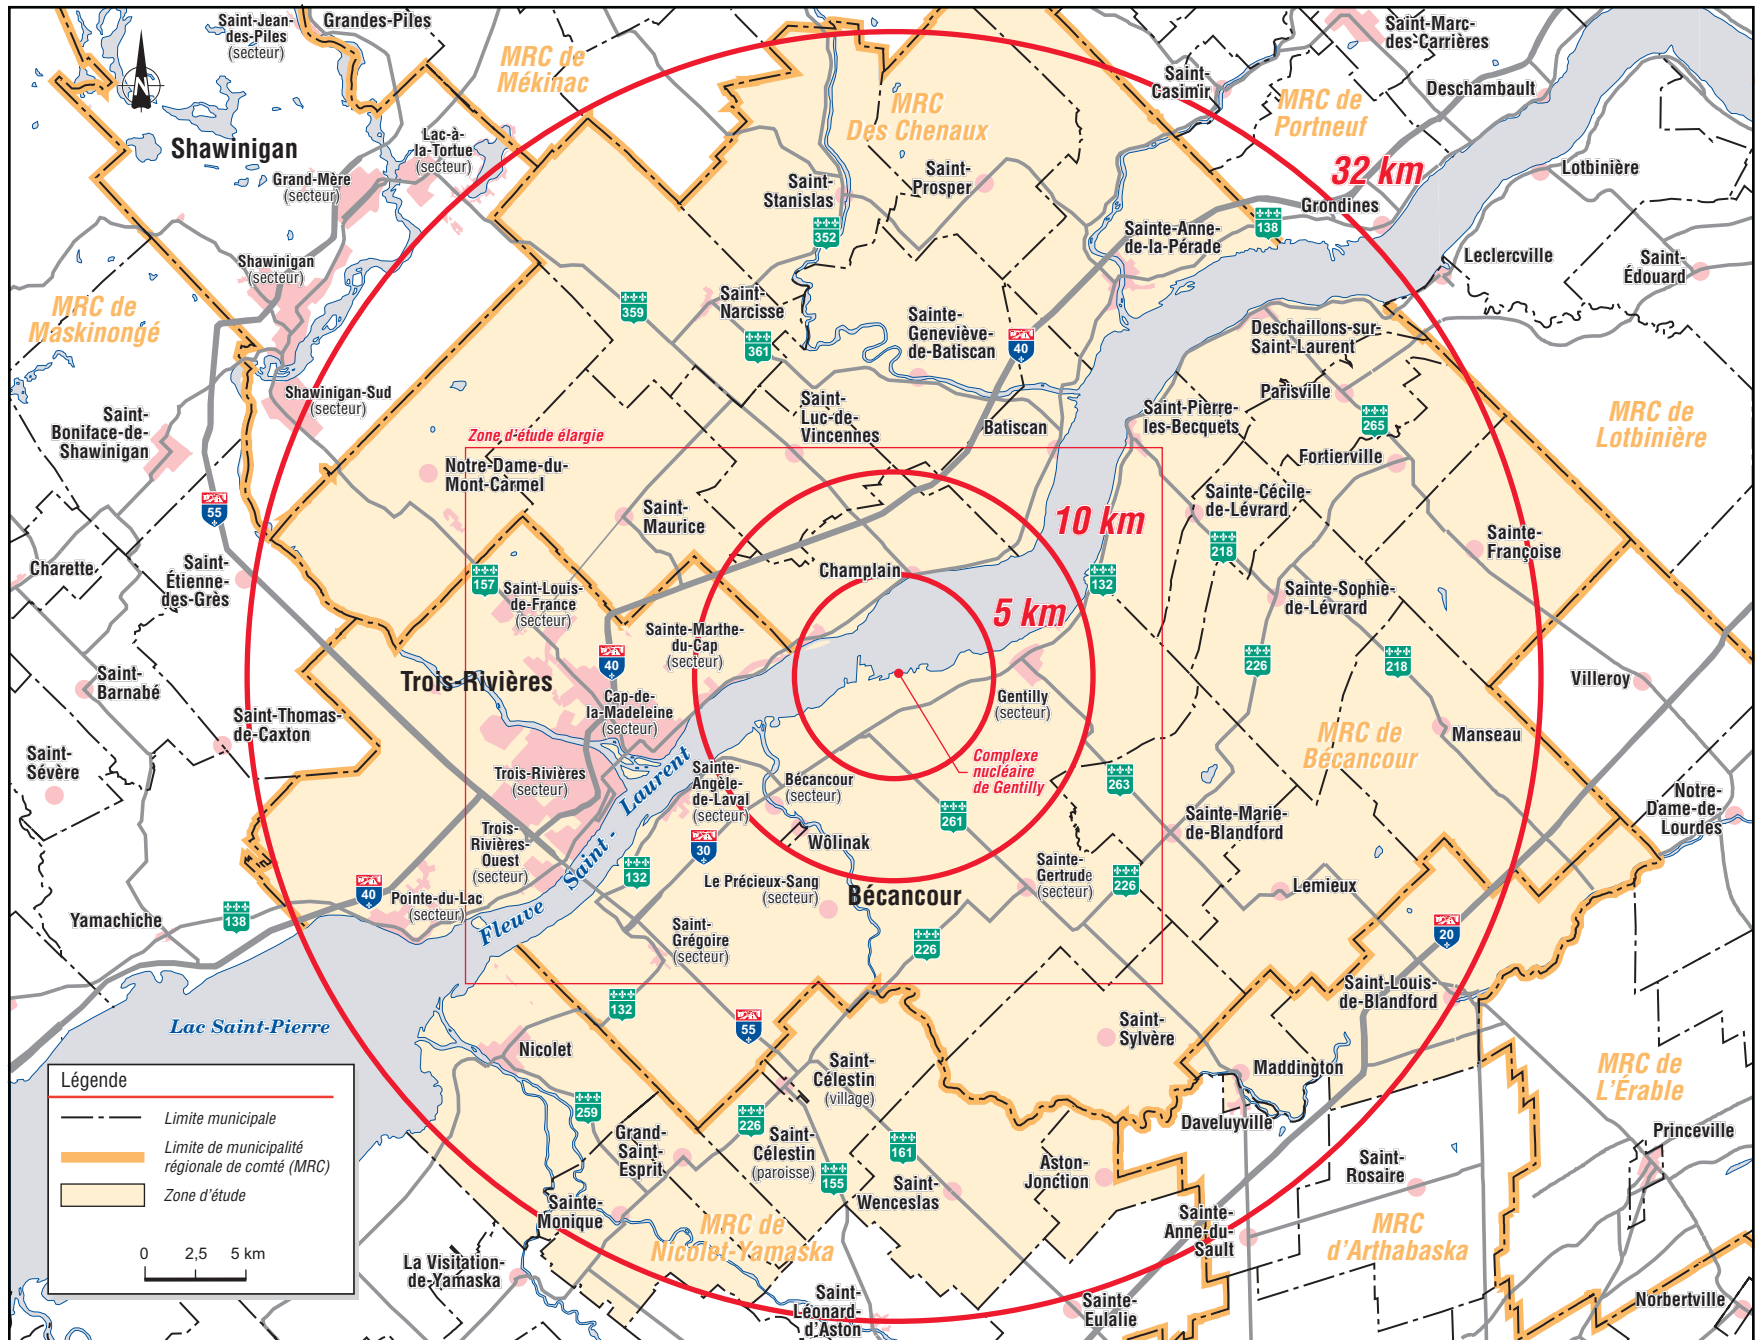 Saint-Jean-
des-Piles
(secteur)
Grandes-Piles
MRC de
Mékinac
Saint-
Casimir
Saint-Marc-
des-Carrières
Deschambault
MRC de
Portneuf
MRC
Des Chenaux
Shawinigan
Lac-à-
la-Tortue
(secteur)
Grand-Mère
(secteur)
Saint-
Stanislas
Saint-
Prosper
32 km
Lotbinière
Grondines
352
138
Sainte-Anne-
de-la-Pérade
Shawinigan
(secteur)
Leclercville
Saint-
Édouard
MRC de
Maskinongé
359
Saint-
Narcisse
361
Sainte-
Geneviève-
de-Batiscan
40
Deschaillons-sur-
Saint-Laurent
Parisville
Shawinigan-Sud
(secteur)
Saint-
Boniface-de-
Shawinigan
Saint-
Luc-de-
Vincennes
Batiscan
Saint-Pierre-
les-Becquets
265
MRC de
Lotbinière
Zone d'étude élargie
Notre-Dame-du-
Mont-Carmel
Fortierville
55
Saint-
Maurice
10 km
Sainte-Cécile-
de-Lévrard
218
Sainte-
Françoise
Charette
Saint-
Étienne-
des-Grès
157
Saint-Louis-
de-France
(secteur)
Champlain
132
5 km
Sainte-Sophie-
de-Lévrard
Sainte-Marthe-
du-Cap
(secteur)
40
226
218
Saint-
Barnabé
Trois-Rivières
Villeroy
Cap-de-
la-Madeleine
(secteur)
Gentilly
(secteur)
Saint-Thomas-
de-Caxton
MRC de
Bécancour
Manseau
Saint-
Sévère
Trois-Rivières
(secteur)
Sainte-
Angèle-
de-Laval
(secteur)
Bécancour
(secteur)
Complexe
nucléaire
de Gentilly
263
Notre-
Dame-de-
Lourdes
Fleuve Saint - Laurent
261
Sainte-Marie-
de-Blandford
Trois-
Rivières-
Ouest
(secteur)
30
Wôlinak
132
Le Précieux-Sang
(secteur)
Bécancour
Sainte-
Gertrude
(secteur)
226
Lemieux
40
Pointe-du-Lac
(secteur)
138
Yamachiche
20
Saint-
Grégoire
(secteur)
226
Saint-Louis-
de-Blandford
132
55
Lac Saint-Pierre
Nicolet
Saint-
Sylvère
Saint-
Célestin
(village)
Maddington
MRC de
L'Érable
259
226
Daveluyville
Princeville
Grand-
Saint-
Esprit
Saint-
Célestin
(paroisse)
161
155
Aston-
Jonction
Saint-
Rosaire
Saint-
Wenceslas
Sainte-
Monique
MRC de
Nicolet-Yamaska
Sainte-
Anne-du-
Sault
MRC
d'Arthabaska
La Visitation-
de-Yamaska
Saint-
Léonard-
d'Aston
Sainte-
Eulalie
Norbertville
N
Légende
Limite municipale
Limite de municipalité
régionale de comté (MRC)
Zone d'étude
0 2,5 5 km